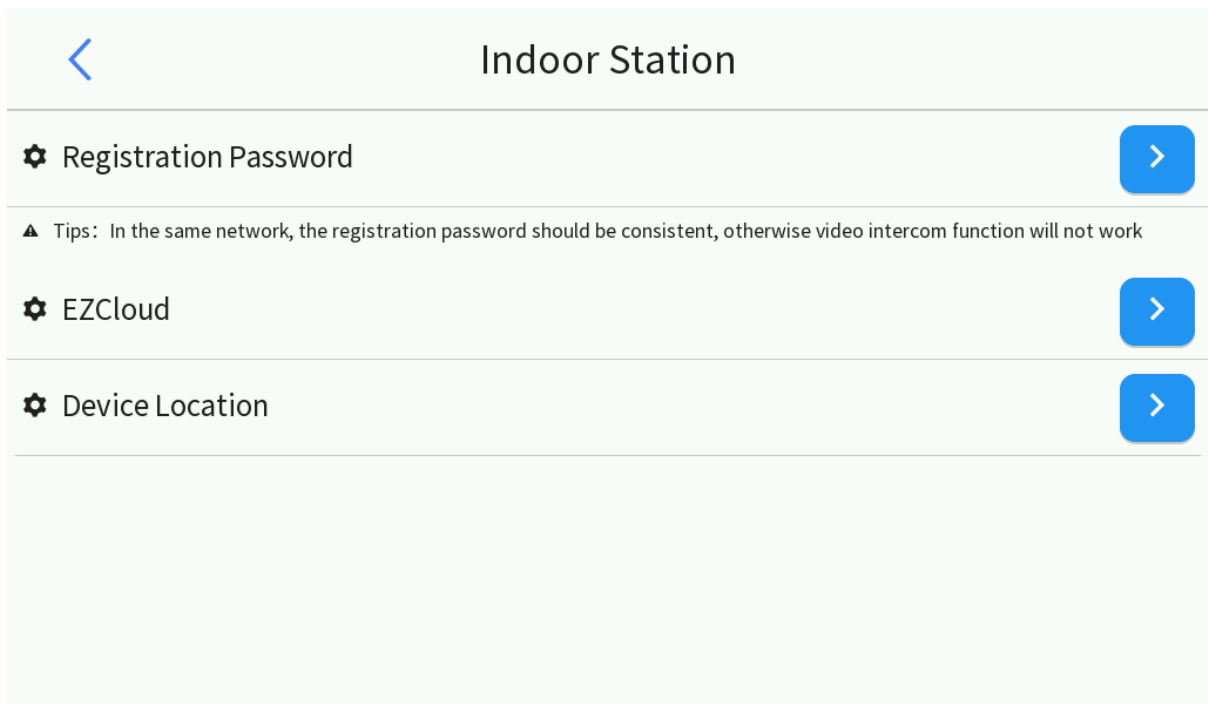 Indoor Station
Registration Password
Tips： In the same network, the registration password should be consistent, otherwise video intercom function will not work
EZCloud
Device Location